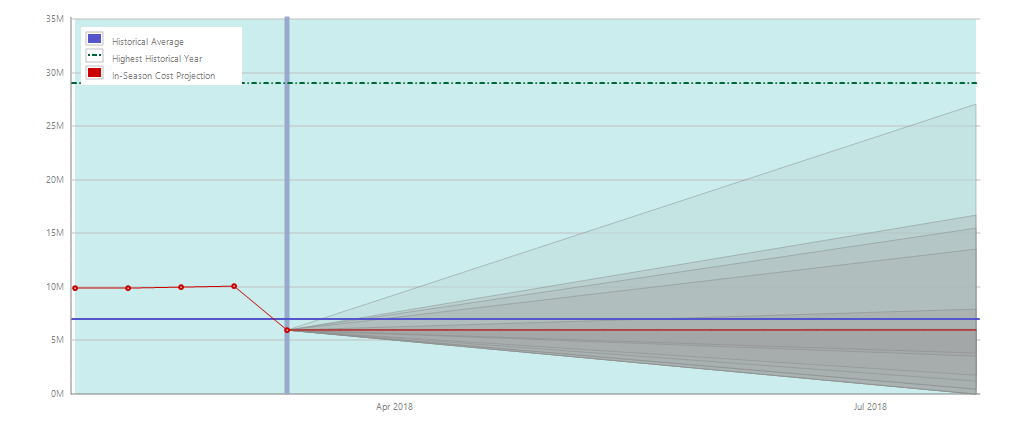 35M
Historical Average
Highest Historical Year
30M
In-Season Cost Projection
25M
20M
15M
10M
5M
0M
Apr 2018
Jul 2018